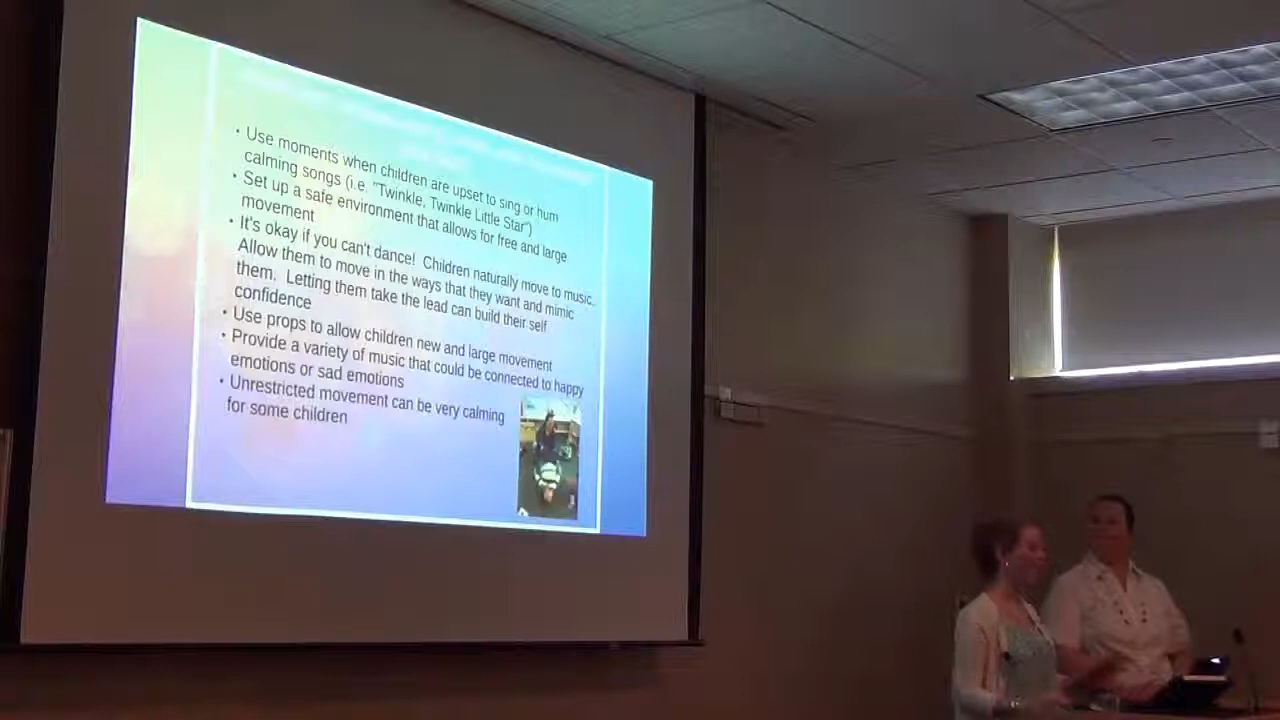 • Use moments when children are upset to sing or hum
calming songs (i.e. "Twinkle, Twinkle Little Star")
• Set up a safe environment that allows for free and large
movement
• It's okay if you can't dance! Children naturally move to music.
Allow them to move in the ways that they want and mimic
them. Letting them take the lead can build their self
confidence
• Use props to allow children new and large movement
• Provide a variety of music that could be connected to happy
emotions or sad emotions
• Unrestricted movement can be very calming
for some children